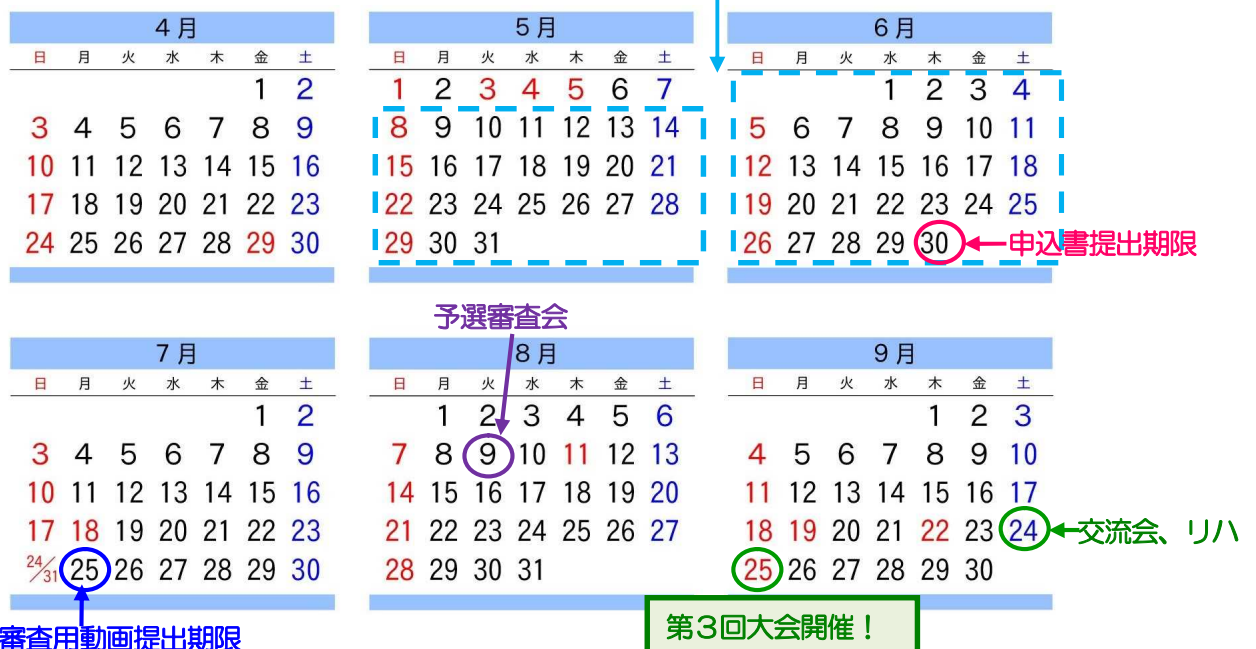 4月
日 月 火 水 木 金 土
1 2
3 4 5 6 7 8 9
10 11 12 13 14 15 16
17 18 19 20 21 22 23
24 25 26 27 28 29 30
5月
日 月 火 水 木 金 土
1 2 3 4 5 6 7
8 9 10 11 12 13 14
15 16 17 18 19 20 21
22 23 24 25 26 27 28
29 30 31
6月
日 月 火 水 木 金 土
1 2 3 4
5 6 7 8 9 10 11
12 13 14 15 16 17 18
19 20 21 22 23 24 25
26 27 28 29 30
申込書提出期限
7月
日 月 火 水 木 金 土
1 2
3 4 5 6 7 8 9
10 11 12 13 14 15 16
17 18 19 20 21 22 23
24/31 25 26 27 28 29 30
審査用動画提出期限
予選審査会
8月
日 月 火 水 木 金 土
1 2 3 4 5 6
7 8 9 10 11 12 13
14 15 16 17 18 19 20
21 22 23 24 25 26 27
28 29 30 31
9月
日 月 火 水 木 金 土
1 2 3
4 5 6 7 8 9 10
11 12 13 14 15 16 17
18 19 20 21 22 23 24
25 26 27 28 29 30
交流会、リハ
第3回大会開催！